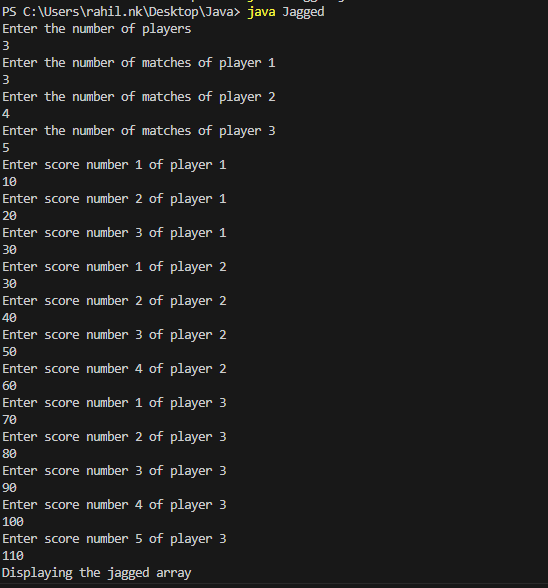 PS C:\Users\rahil.nk\Desktop\Java> java Jagged
Enter the number of players
3
Enter the number of matches of player 1
3
Enter the number of matches of player 2
4
Enter the number of matches of player 3
5
Enter score number 1 of player 1
10
Enter score number 2 of player 1
20
Enter score number 3 of player 1
30
Enter score number 1 of player 2
30
Enter score number 2 of player 2
40
Enter score number 3 of player 2
50
Enter score number 4 of player 2
60
Enter score number 1 of player 3
70
Enter score number 2 of player 3
80
Enter score number 3 of player 3
90
Enter score number 4 of player 3
100
Enter score number 5 of player 3
110
Displaying the jagged array